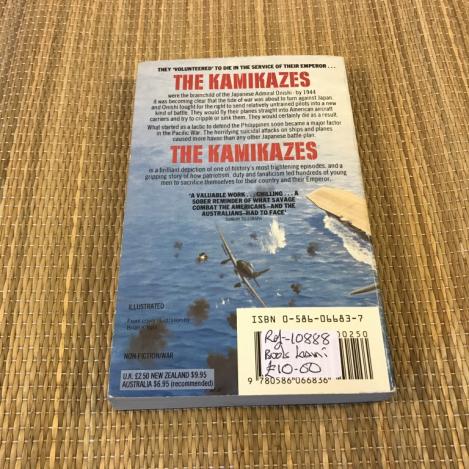 THEY 'VOLUNTEERED' TO DIE IN THE SERVICE OF THEIR EMPEROR . . .
THE KAMIKAZES
were the brainchild of the Japanese Admiral Onishi - by 1944
it was becoming clear that the tide of war was about to turn against Japan
and Onishi fought for the right to send relatively untrained pilots into a new
kind of battle. They would fly their planes straight into American aircraft
carriers and try to cripple or sink them. They would certainly die as a result.
What started as a tactic to defend the Philippines soon became a major factor
in the Pacific War. The horrifying suicidal attacks on ships and planes
caused more havoc than any other Japanese battle plan.
THE KAMIKAZES
is a brilliant depiction of one of history's most frightening episodes, and a
gripping story of how patriotism, duty and fanaticism led hundreds of young
men to sacrifice themselves for their country and their Emperor.
'A VALUABLE WORK . . . CHILLING . . . A
SOBER REMINDER OF WHAT SAVAGE
COMBAT THE AMERICANS—AND THE
AUSTRALIANS—HAD TO FACE'
SUNDAY TELEGRAPH
ILLUSTRATED
Front cover illustration by
NON-FICTION/WAR
U.K. £2.50 NEW ZEALAND $9.95
AUSTRALIA $6.95 (recommended)
ISBN 0-586-06683-7
00250
Ref-10888
Books
£10-00
9 780586 066836